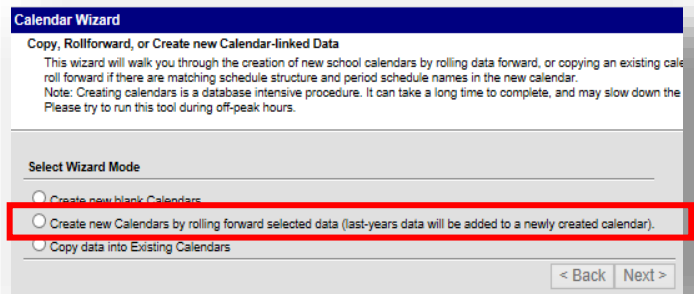 Calendar Wizard
Copy, Rollforward, or Create new Calendar-linked Data
This wizard will walk you through the creation of new school calendars by rolling data forward, or copying an existing cale
roll forward if there are matching schedule structure and period schedule names in the new calendar.
Note: Creating calendars is a database intensive procedure. It can take a long time to complete, and may slow down the
Please try to run this tool during off-peak hours.
Select Wizard Mode
Create new blank Calendars
Create new Calendars by rolling forward selected data (last-years data will be added to a newly created calendar).
Copy data into Existing Calendars
< Back Next >